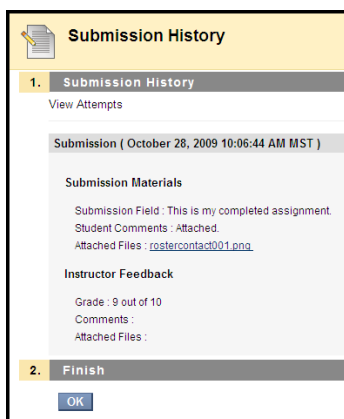 Submission History
1. Submission History
View Attempts
Submission ( October 28, 2009 10:06:44 AM MST )
Submission Materials
Submission Field : This is my completed assignment.
Student Comments : Attached.
Attached Files : rostercontact001.png
Instructor Feedback
Grade : 9 out of 10
Comments :
Attached Files :
2. Finish
OK